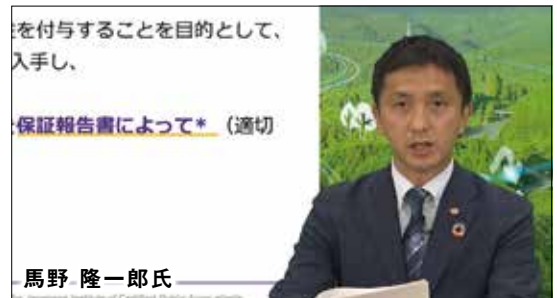 を付与することを目的として、
入手し、
保証報告書によって* (適切
馬野 隆一郎氏